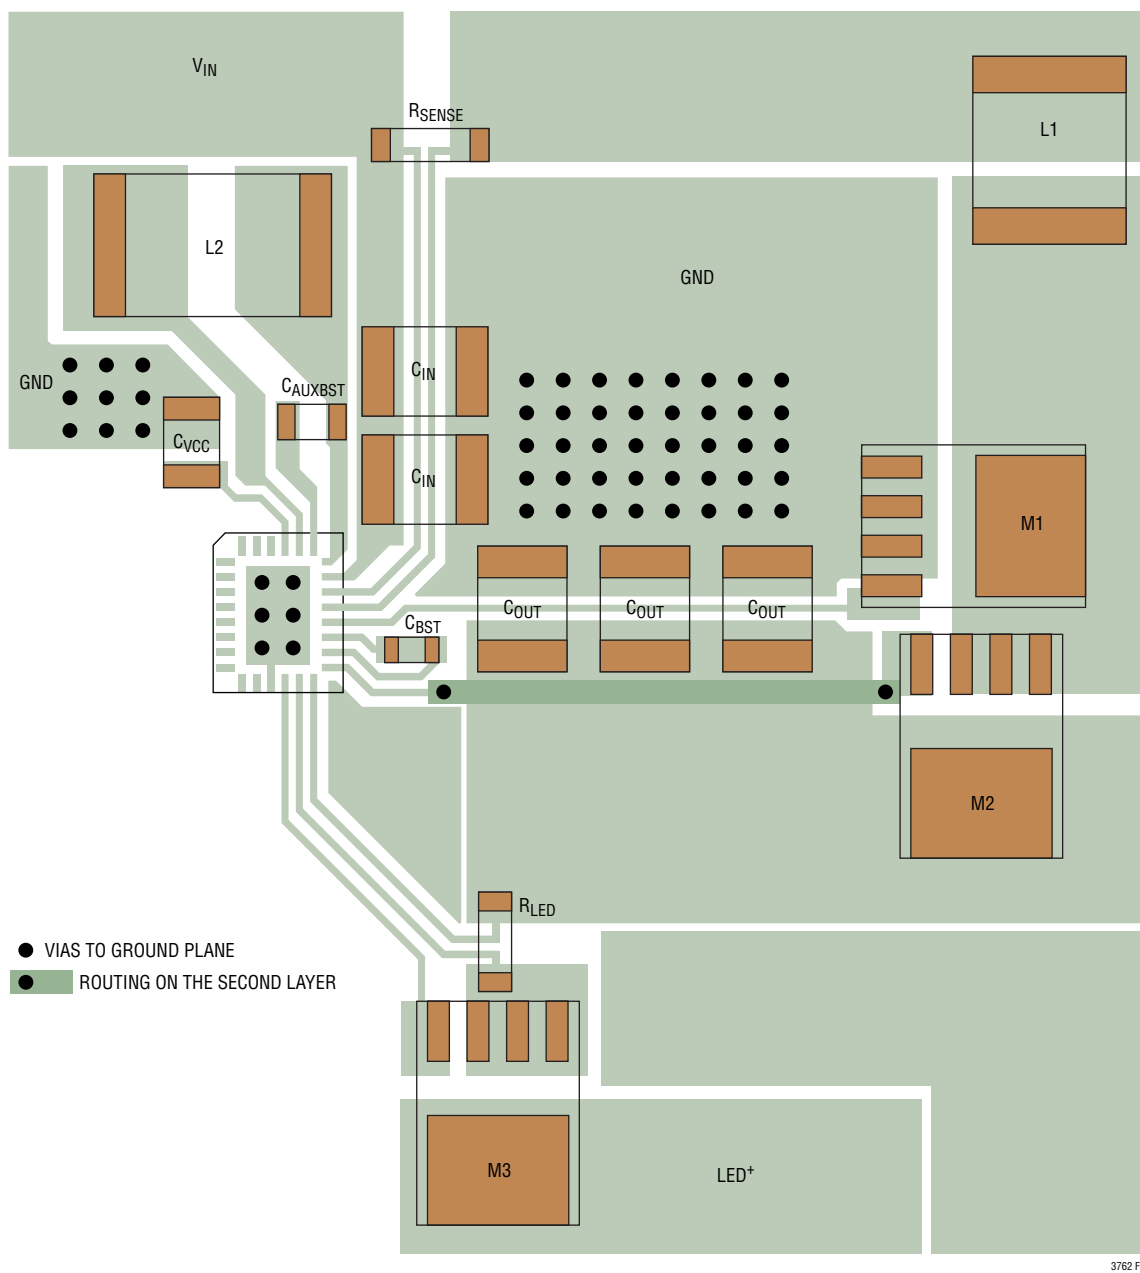 VIN
RSENSE
L1
L2
GND
CIN
GND
CAUXBST
CVCC
CIN
M1
COUT
COUT
COUT
CBST
M2
RLED
VIAS TO GROUND PLANE
ROUTING ON THE SECOND LAYER
M3
LED+
3762 F